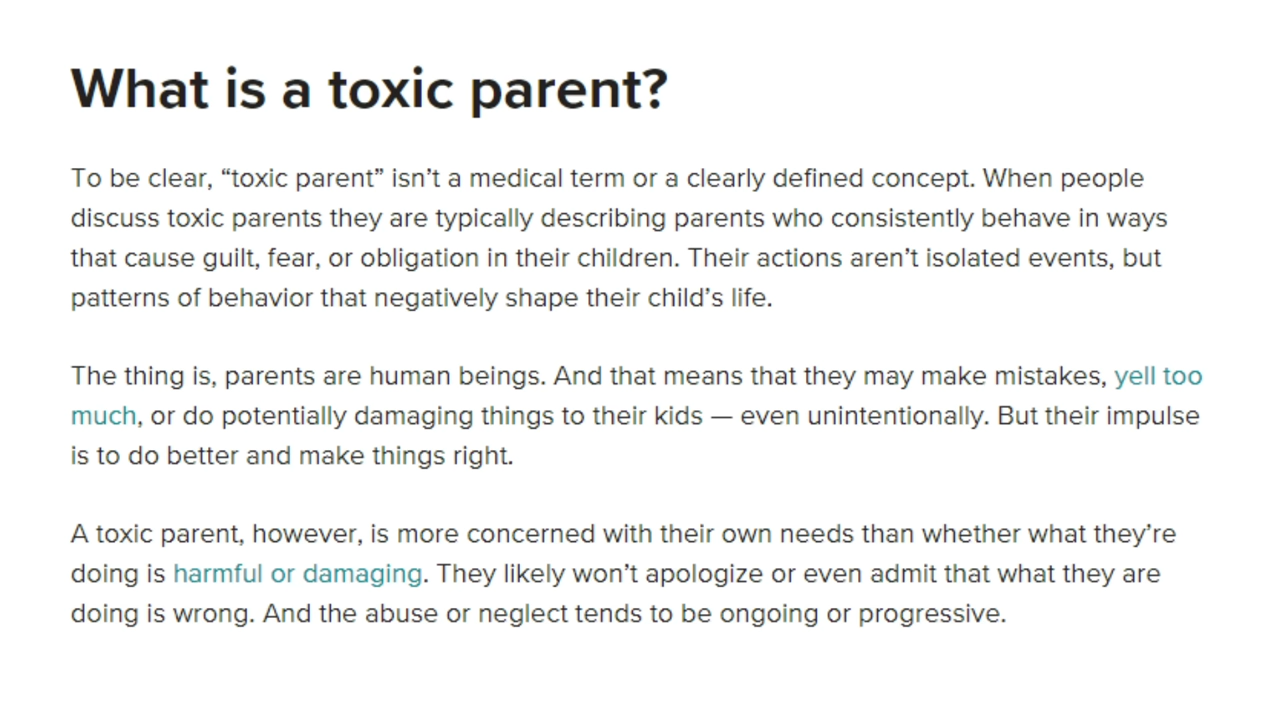 What is a toxic parent?
To be clear, “toxic parent” isn’t a medical term or a clearly defined concept. When people
discuss toxic parents they are typically describing parents who consistently behave in ways
that cause guilt, fear, or obligation in their children. Their actions aren’t isolated events, but
patterns of behavior that negatively shape their child’s life.
The thing is, parents are human beings. And that means that they may make mistakes, yell too
much, or do potentially damaging things to their kids — even unintentionally. But their impulse
is to do better and make things right.
A toxic parent, however, is more concerned with their own needs than whether what they’re
doing is harmful or damaging. They likely won’t apologize or even admit that what they are
doing is wrong. And the abuse or neglect tends to be ongoing or progressive.